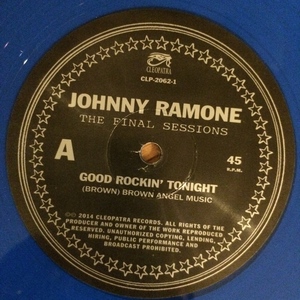 CLEOPATRA
CLP-2062-1
JOHNNY RAMONE
THE FINAL SESSIONS
A
45
R.P.M.
GOOD ROCKIN' TONIGHT
(BROWN) BROWN ANGEL MUSIC
℗© 2014 CLEOPATRA RECORDS. ALL RIGHTS OF THE
PRODUCER AND OWNER OF THE WORK REPRODUCED
RESERVED. UNAUTHORIZED COPYING, LENDING,
HIRING, PUBLIC PERFORMANCE AND
BROADCAST PROHIBITED.